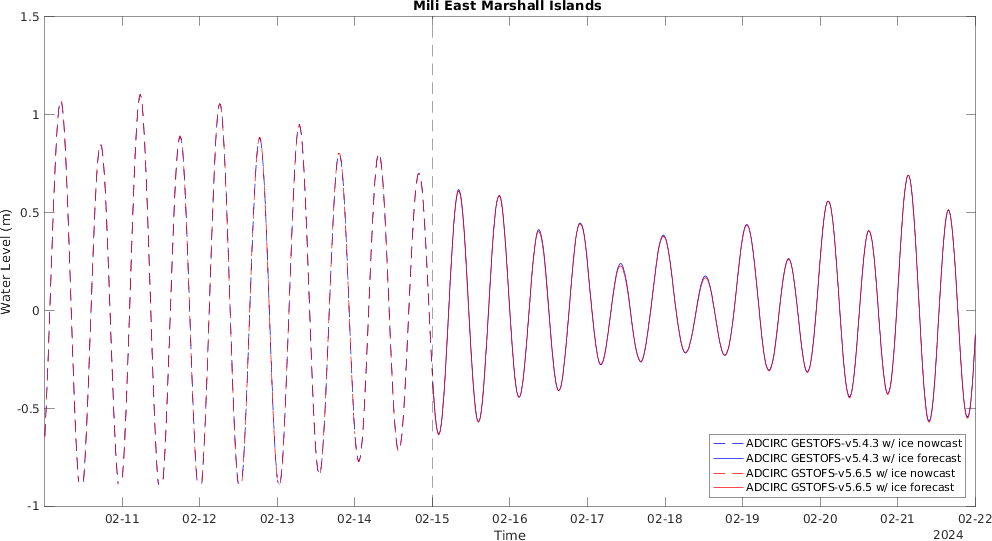 Mili East Marshall Islands
1.5
1
0.5
0
-0.5
-1
Water Level (m)
02-11 02-12 02-13 02-14 02-15 02-16 02-17 02-18 02-19 02-20 02-21 02-22
Time
2024
ADCIRC GESTOFS-v5.4.3 w/ ice nowcast
ADCIRC GESTOFS-v5.4.3 w/ ice forecast
ADCIRC GSTOFS-v5.6.5 w/ ice nowcast
ADCIRC GSTOFS-v5.6.5 w/ ice forecast